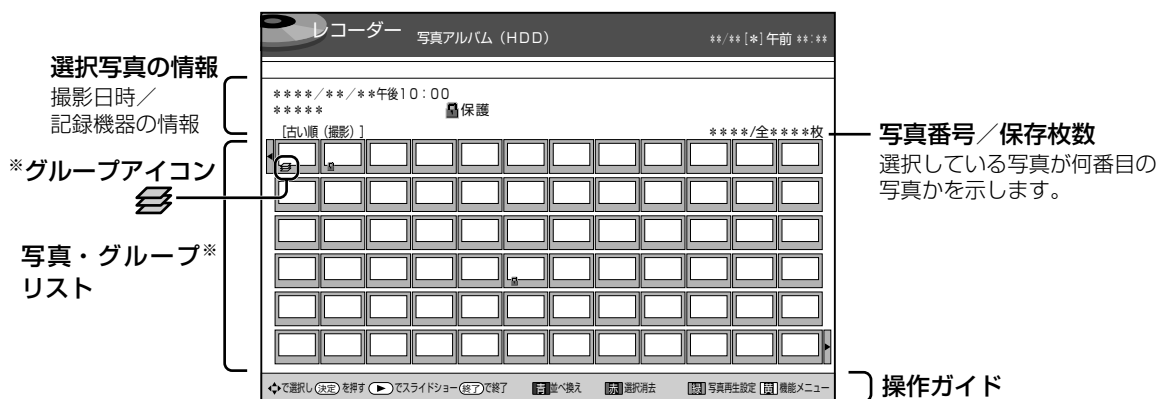 レコーダー 写真アルバム（HDD） **/**[*]午前 **:**
選択写真の情報
撮影日時／
記録機器の情報
****/**/**午後10：00
*****
保護
[古い順（撮影）]
****/全****枚
写真番号／保存枚数
選択している写真が何番目の
写真かを示します。
※グループアイコン
写真・グループ※
リスト
で選択し 決定 を押す ▶ でスライドショー 終了 で終了 青 並べ換え 赤 選択消去 写真再生設定 機能メニュー
操作ガイド